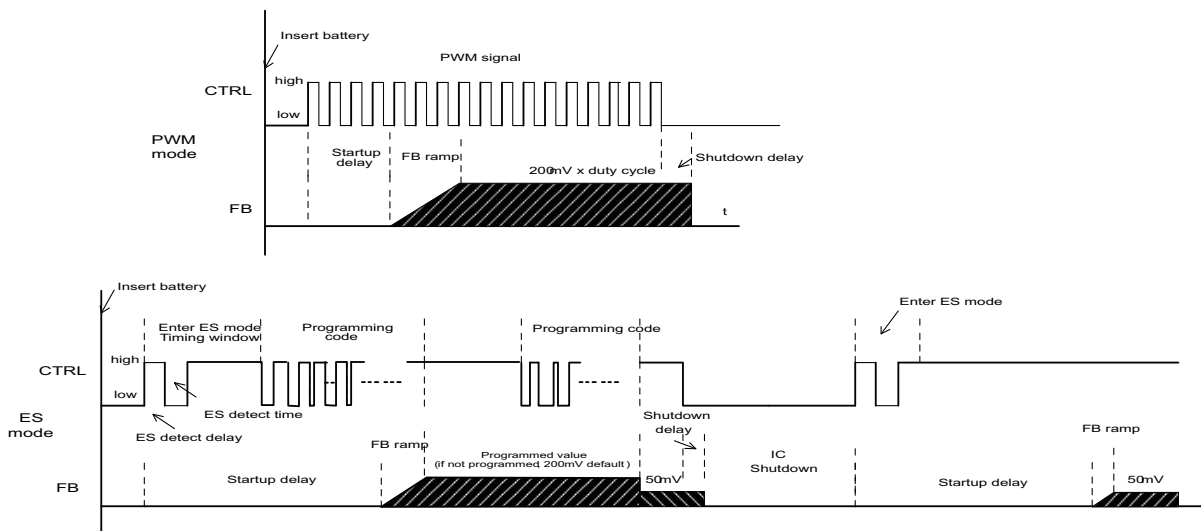 Insert battery
PWM signal
CTRL
high
low
PWM
mode
Startup
delay
FB ramp
200mV x duty cycle
Shutdown delay
FB
t
Insert battery
Enter ES mode
Timing window
Programming
code
Programming code
Enter ES mode
CTRL
high
low
ES
mode
ES detect time
ES detect delay
Shutdown
delay
FB ramp
Programmed value
(if not programmed, 200mV default)
50mV
IC
Shutdown
FB ramp
FB
Startup delay
Startup delay
50mV